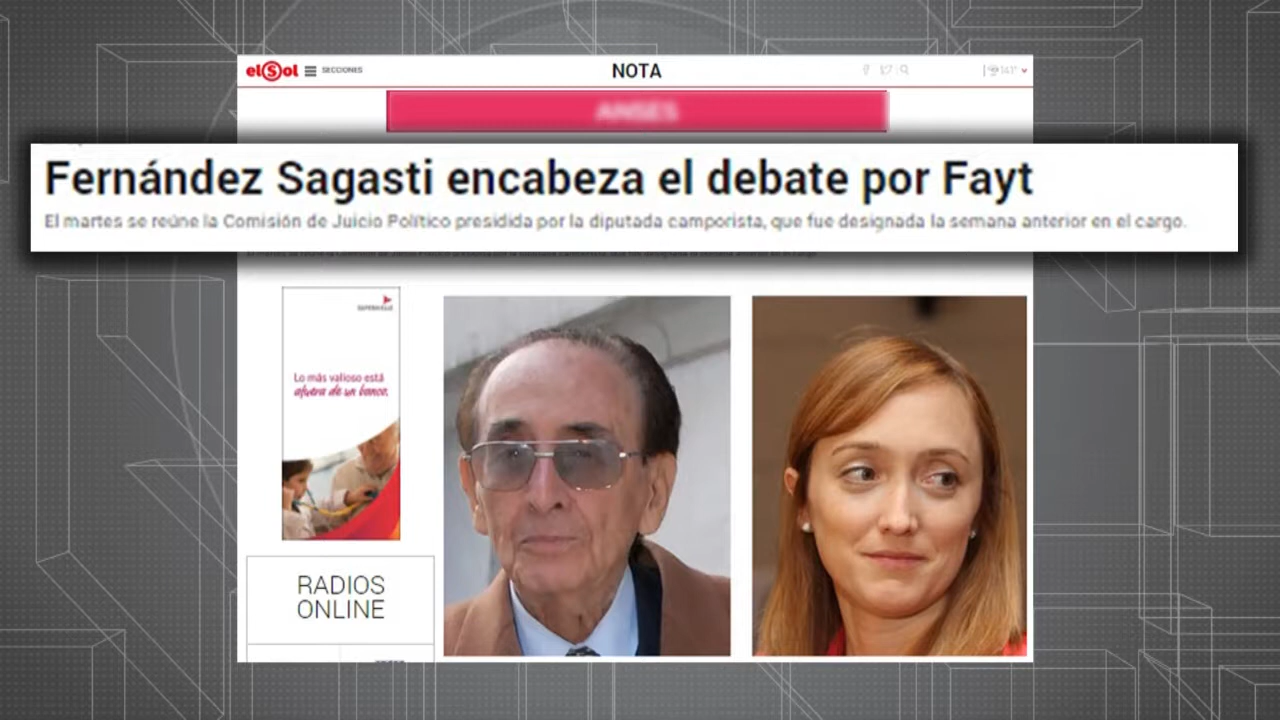 elSol
SECCIONES
NOTA
ANSES
Fernández Sagasti encabeza el debate por Fayt
El martes se reúne la Comisión de Juicio Político presidida por la diputada camporista, que fue designada la semana anterior en el cargo.
SUPERVIELLE
Lo más valioso está
afuera de un banco.
RADIOS
ONLINE